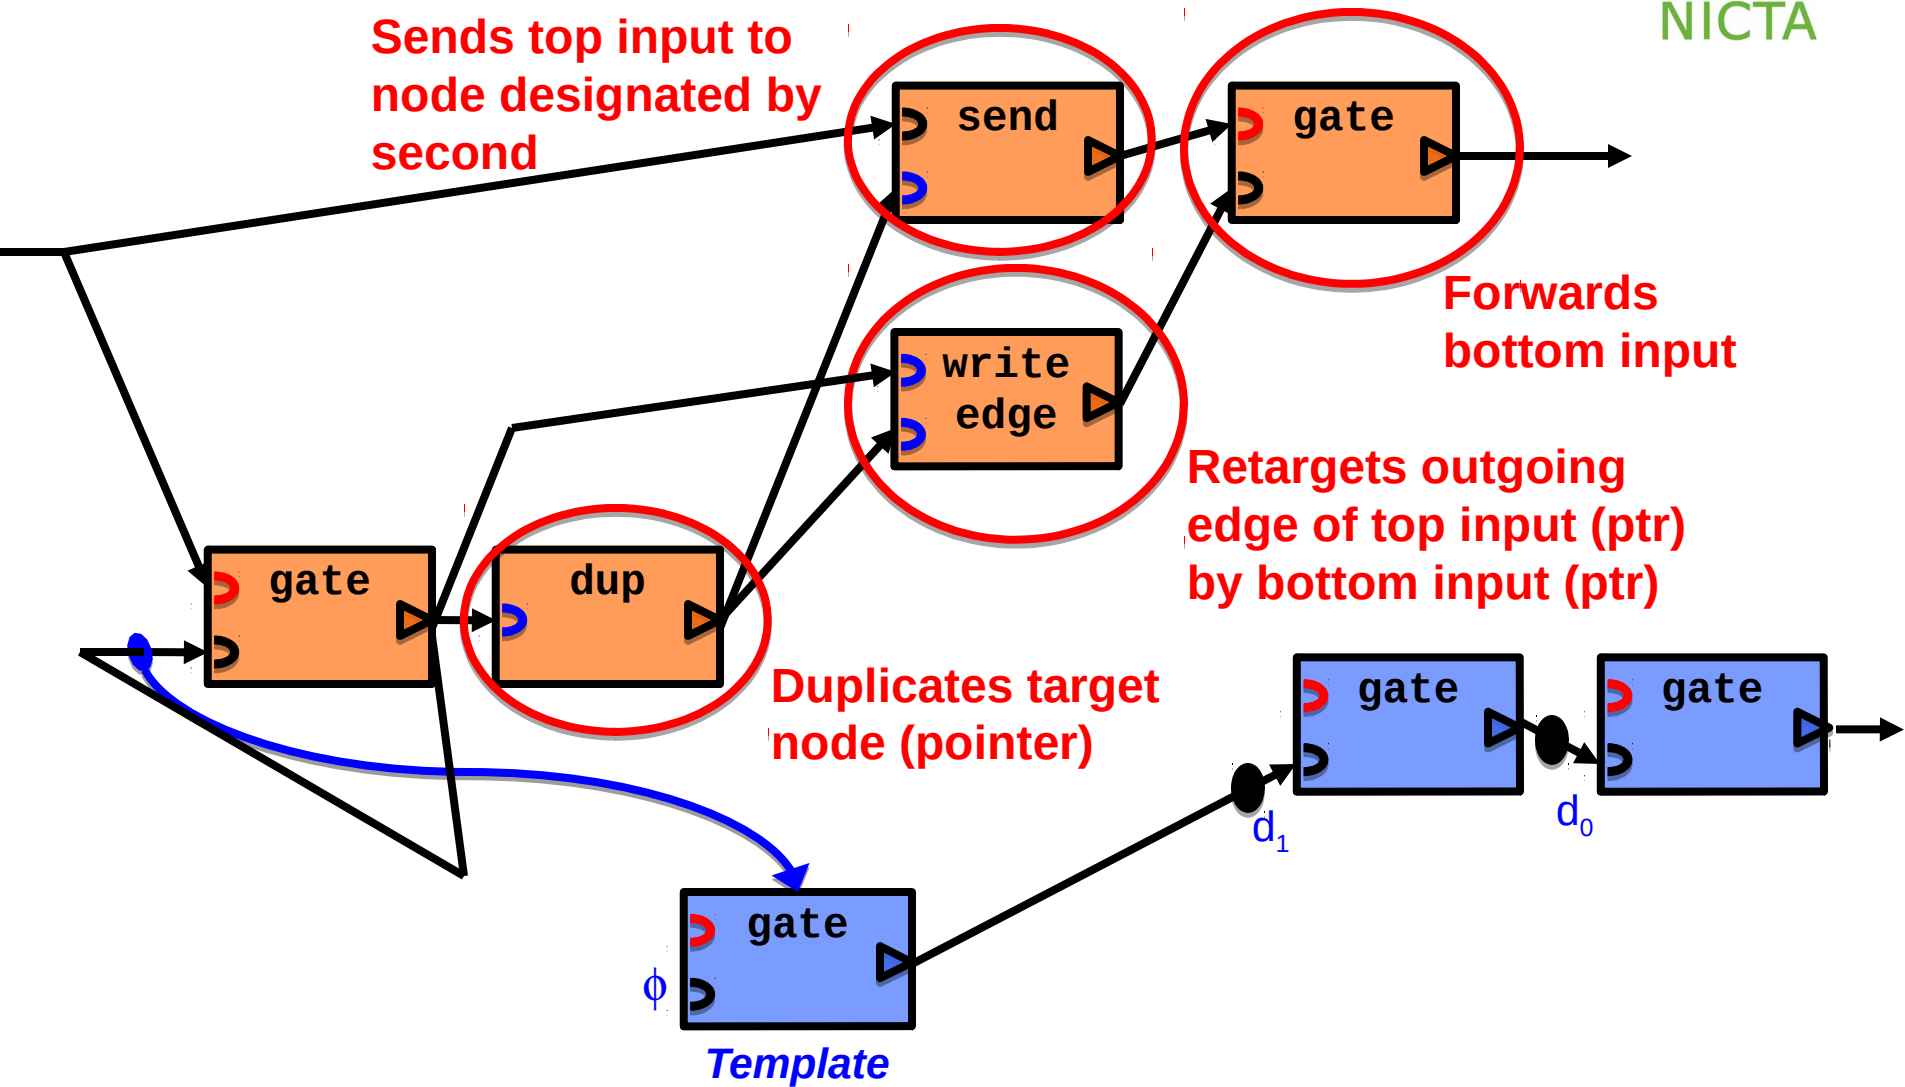 NICTA
Sends top input to
node designated by
second
send
gate
Forwards
bottom input
write
edge
Retargets outgoing
edge of top input (ptr)
by bottom input (ptr)
gate
dup
Duplicates target
node (pointer)
gate
gate
d1
d0
gate
ϕ
Template